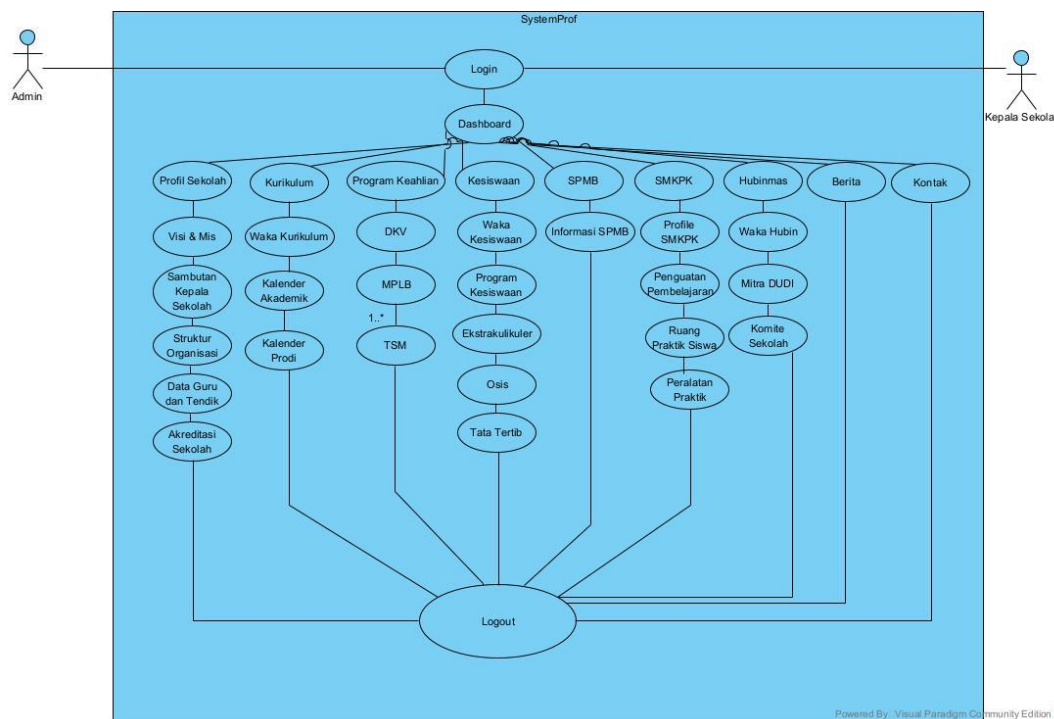 SystemProf
Login
Admin
Kepala Sekola
Dashboard
Profil Sekolah
Kurikulum
Program Keahlian
Kesiswaan
SPMB
SMKPK
Hubinmas
Berita
Kontak
Visi & Mis
Waka Kurikulum
DKV
Waka
Kesiswaan
Informasi SPMB
Profile
SMKPK
Waka Hubin
Sambutan
Kepala
Sekolah
Kalender
Akademik
MPLB
Program
Kesiswaan
Penguatan
Pembelajaran
Mitra DUDI
1..*
Struktur
Organisasi
Kalender
Prodi
TSM
Ekstrakulikuler
Ruang
Praktik Siswa
Komite
Sekolah
Data Guru
dan Tendik
Osis
Peralatan
Praktik
Akreditasi
Sekolah
Tata Tertib
Logout
Powered By: Visual Paradigm Community Edition